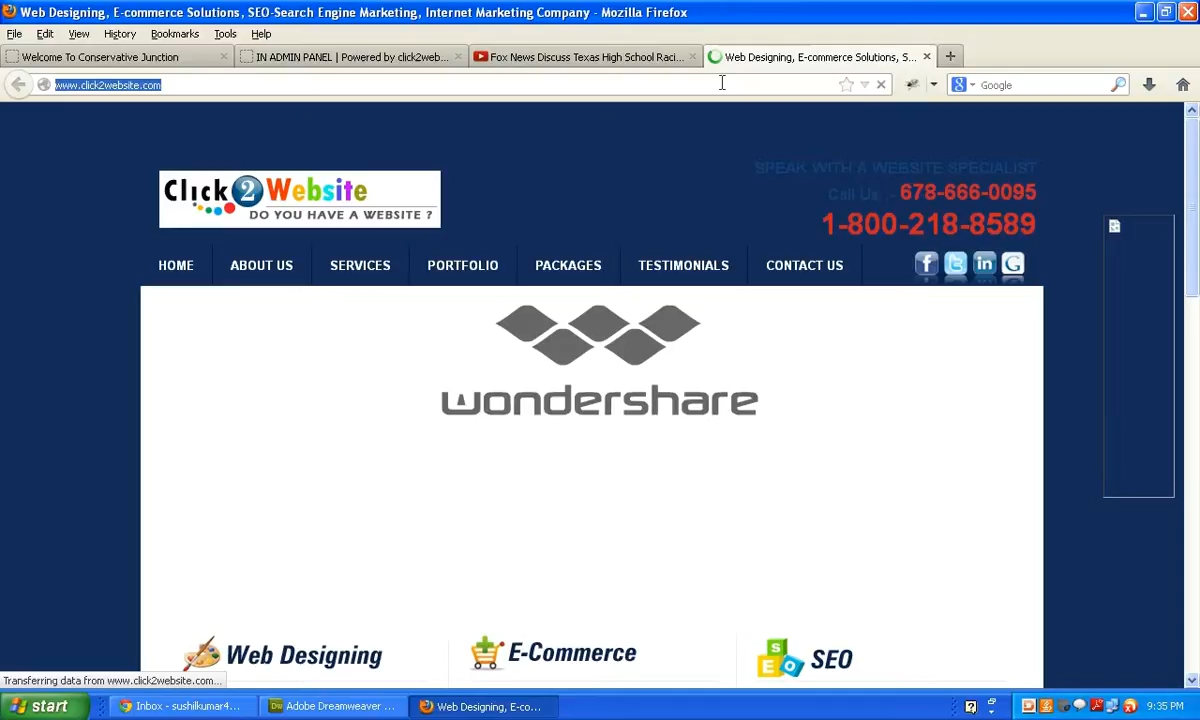 Web Designing, E-commerce Solutions, SEO-Search Engine Marketing, Internet Marketing Company - Mozilla Firefox
File Edit View History Bookmarks Tools Help
Welcome To Conservative Junction
IN ADMIN PANEL | Powered by click2web...
Fox News Discuss Texas High School Raci...
Web Designing, E-commerce Solutions, S...
www.click2website.com
Google
SPEAK WITH A WEBSITE SPECIALIST
Click 2 Website
DO YOU HAVE A WEBSITE ?
Call Us - 678-666-0095
1-800-218-8589
HOME ABOUT US SERVICES PORTFOLIO PACKAGES TESTIMONIALS CONTACT US
wondershare
Web Designing
E-Commerce
SEO SEO
Transferring data from www.click2website.com...
start
Inbox - sushilkumar4...
Adobe Dreamweaver ...
Web Designing, E-co...
9:35 PM